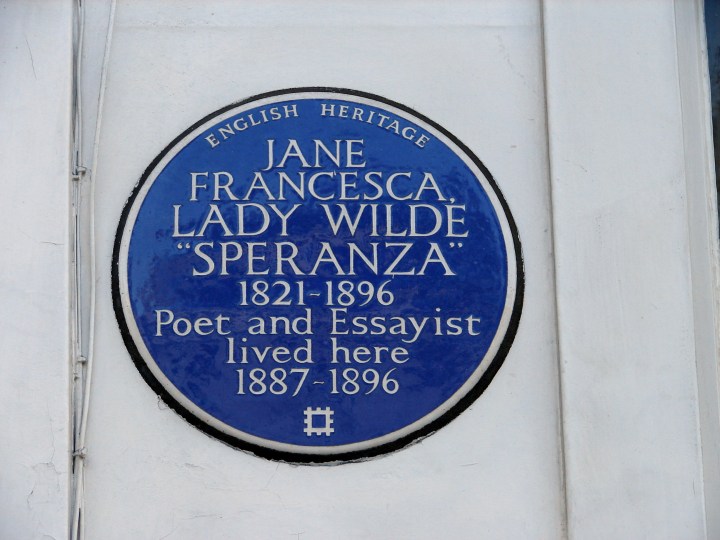 ENGLISH HERITAGE
JANE
FRANCESCA,
LADY WILDE
“SPERANZA”
1821-1896
Poet and Essayist
lived here
1887-1896